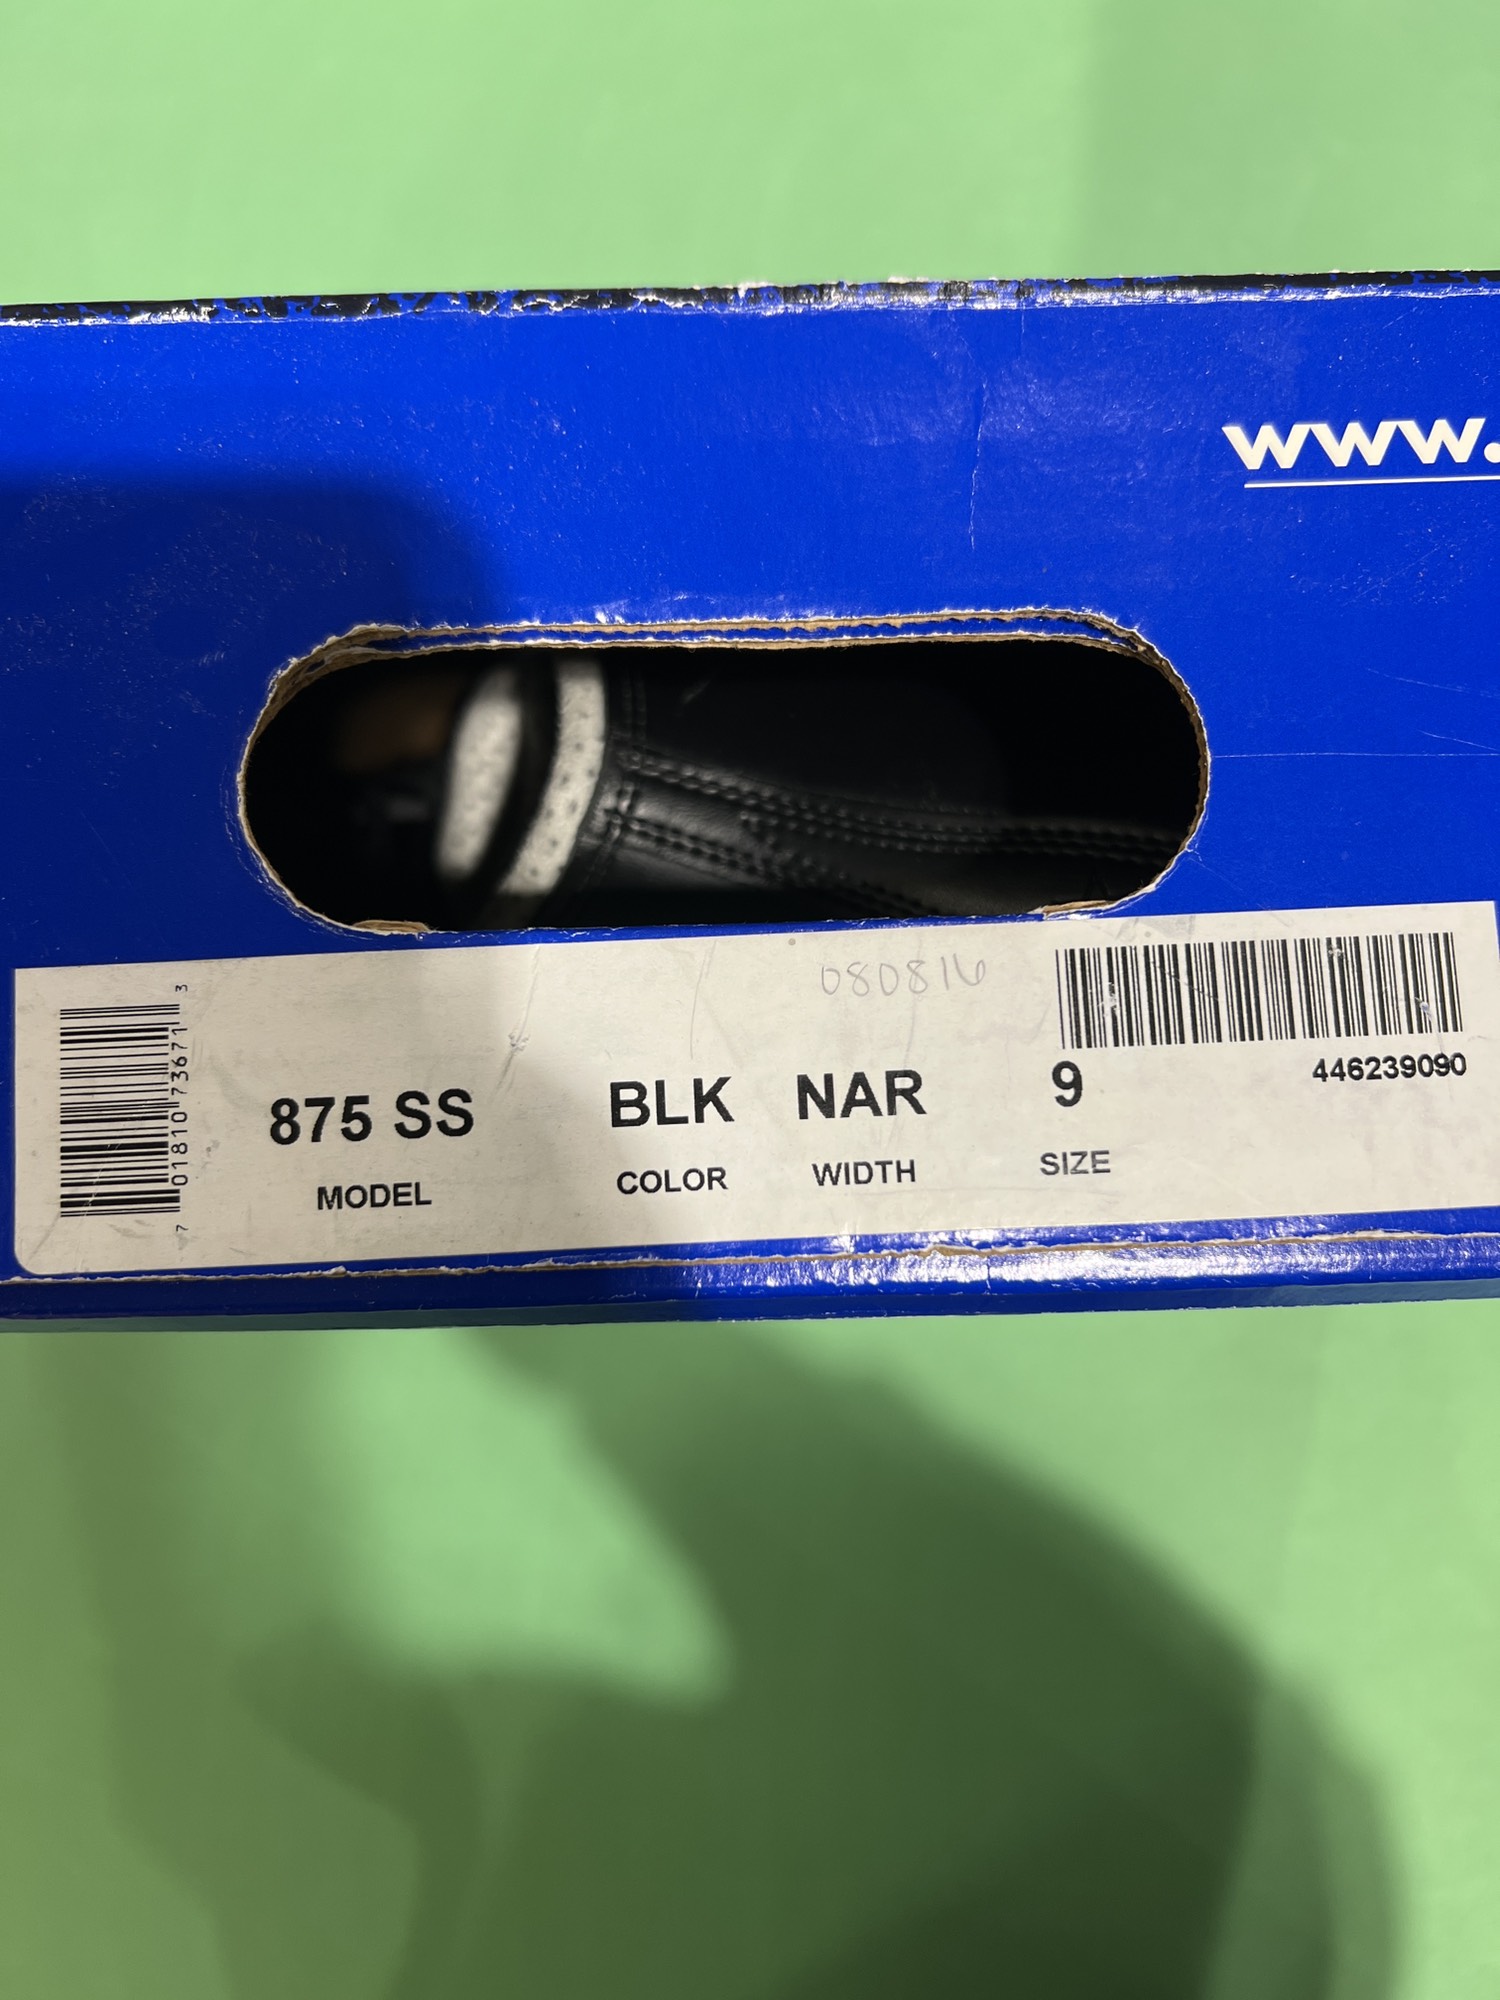 www.
080816
446239090
7 01810 73671 3
875 SS BLK NAR 9
MODEL COLOR WIDTH SIZE